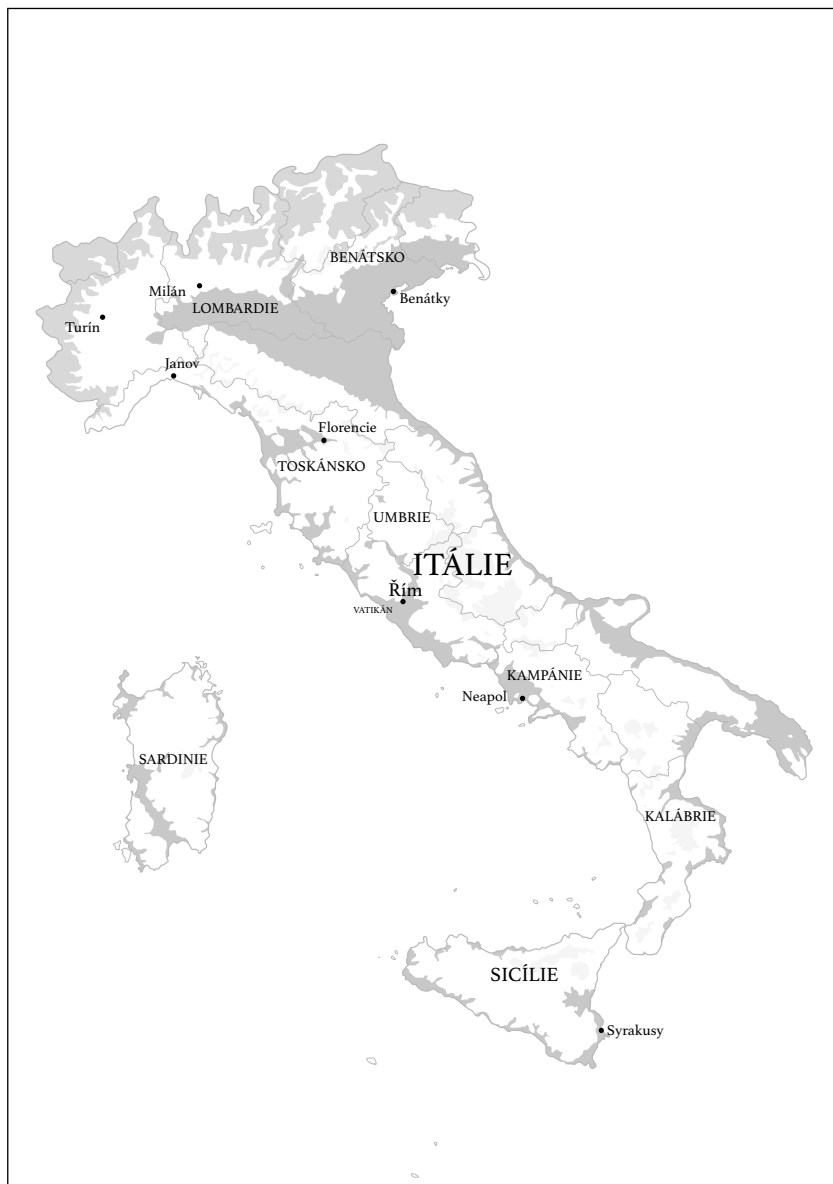 BENÁTSKO
Milán
Benátky
LOMBARDIE
Turín
Janov
Florencie
TOSKÁNSKO
UMBRIE
ITÁLIE
Řím
VATIKÁN
KAMPÁNIE
Neapol
SARDINIE
KALÁBRIE
SICÍLIE
Syrakusy